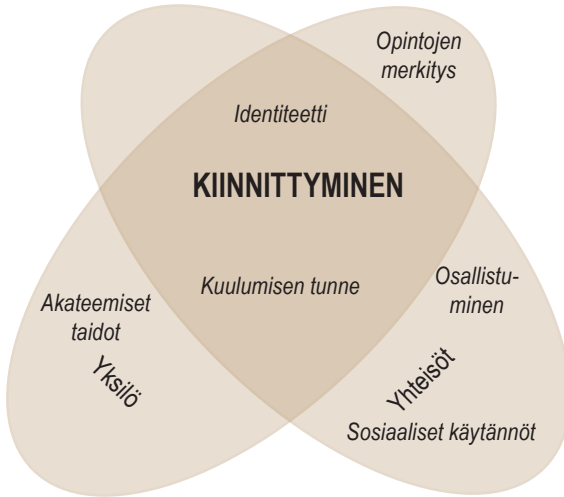 Opintojen
merkitys
Identiteetti
KIINNITTYMINEN
Kuulumisen tunne
Osallistu-
minen
Akateemiset
taidot
Yksilö
Yhteisöt
Sosiaaliset käytännöt